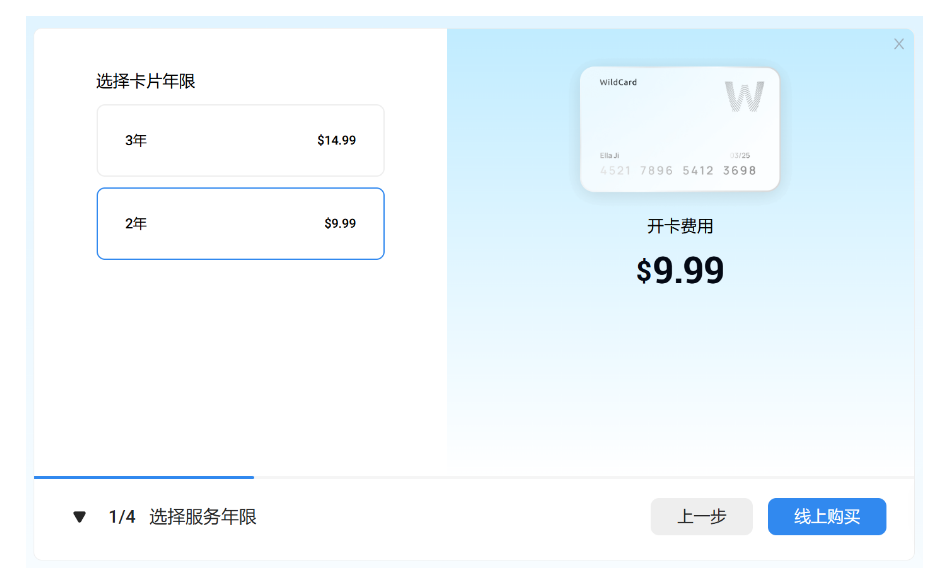 选择卡片年限
3年 $14.99
2年 $9.99
X
WildCard
W
Ella Ji 03/25
4521 7896 5412 3698
开卡费用
$9.99
1/4 选择服务年限
上一步
线上购买